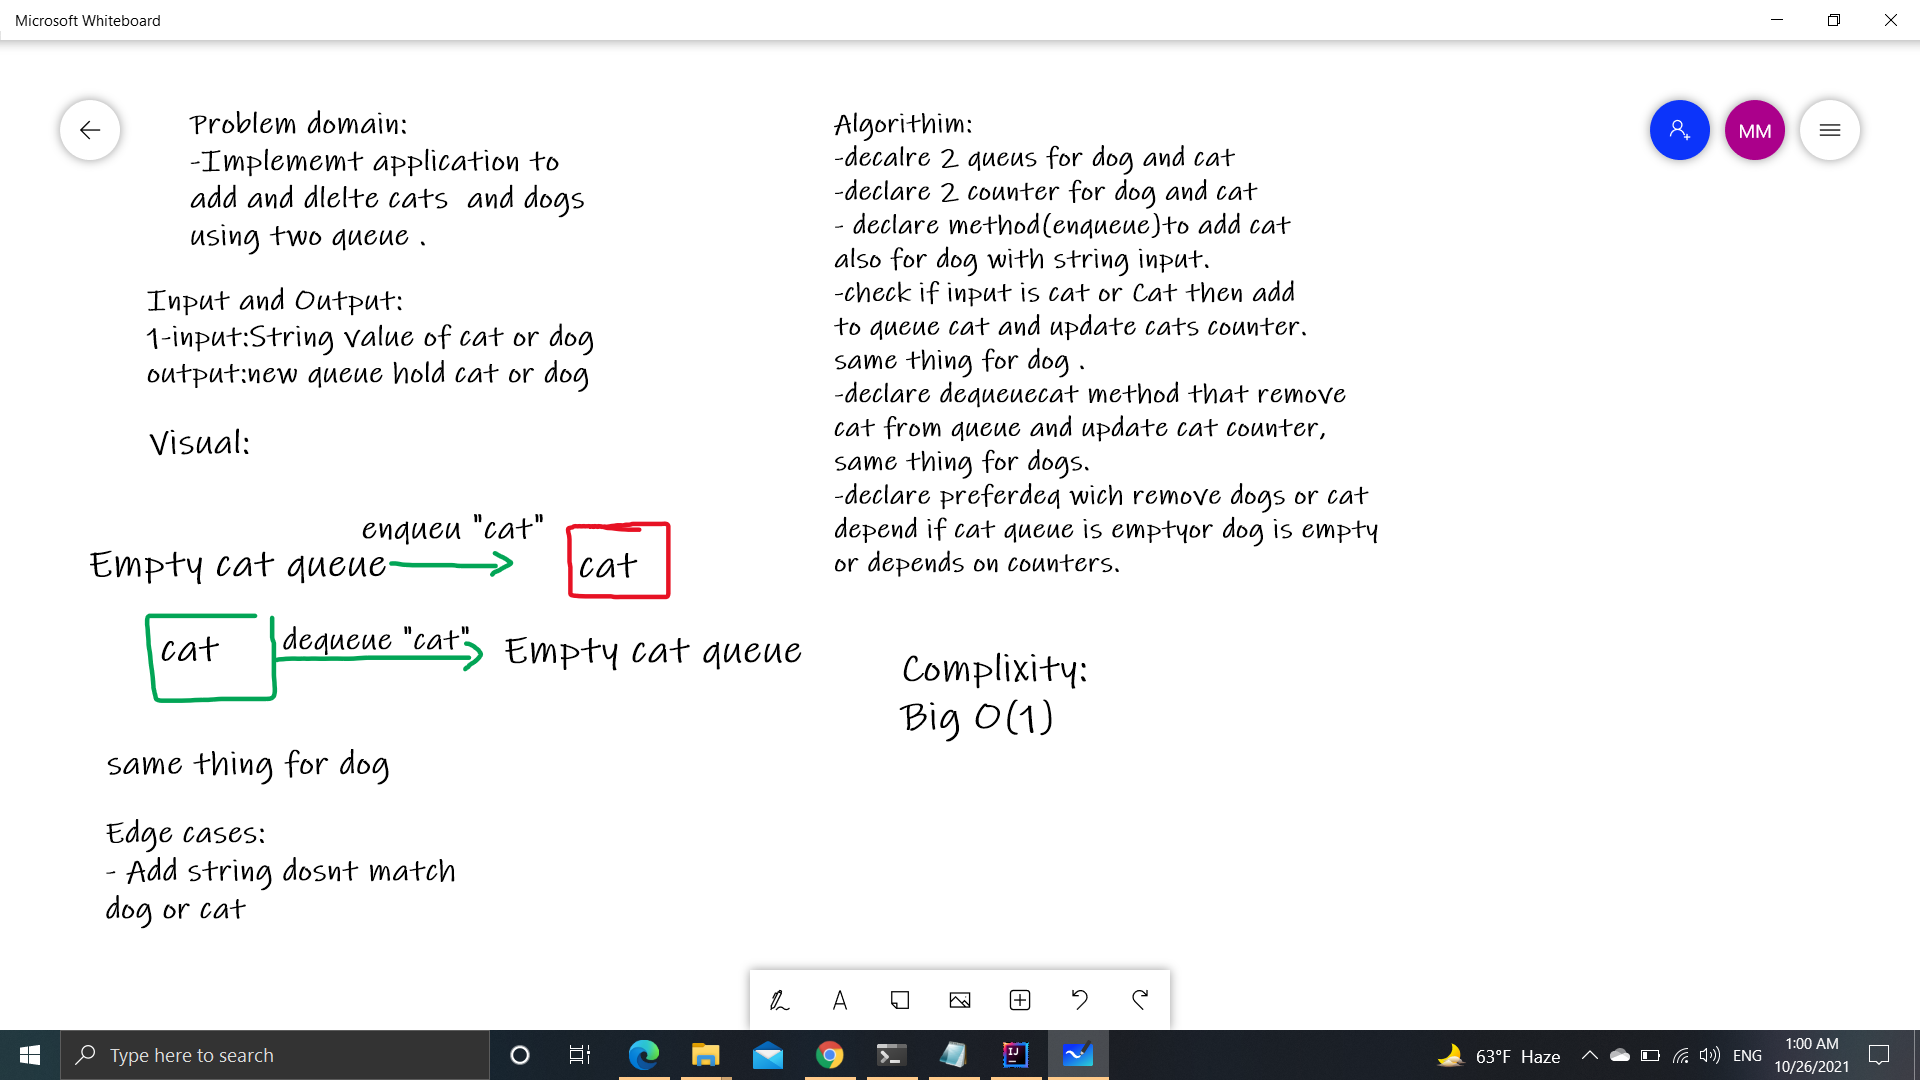 Microsoft Whiteboard
MM
Problem domain:
-Implememt application to
add and dlelte cats and dogs
using two queue .
Input and Output:
1-input:String value of cat or dog
output:new queue hold cat or dog
Visual:
enqueu "cat"
Empty cat queue
cat
cat
dequeue "cat"
Empty cat queue
same thing for dog
Edge cases:
- Add string dosnt match
dog or cat
Algorithim:
-decalre 2 queus for dog and cat
-declare 2 counter for dog and cat
- declare method(enqueue)to add cat
also for dog with string input.
-check if input is cat or Cat then add
to queue cat and update cats counter.
same thing for dog .
-declare dequeuecat method that remove
cat from queue and update cat counter,
same thing for dogs.
-declare preferdeq wich remove dogs or cat
depend if cat queue is emptyor dog is empty
or depends on counters.
Complixity:
Big O(1)
A
Type here to search
IJ
63°F Haze
ENG
1:00 AM
10/26/2021